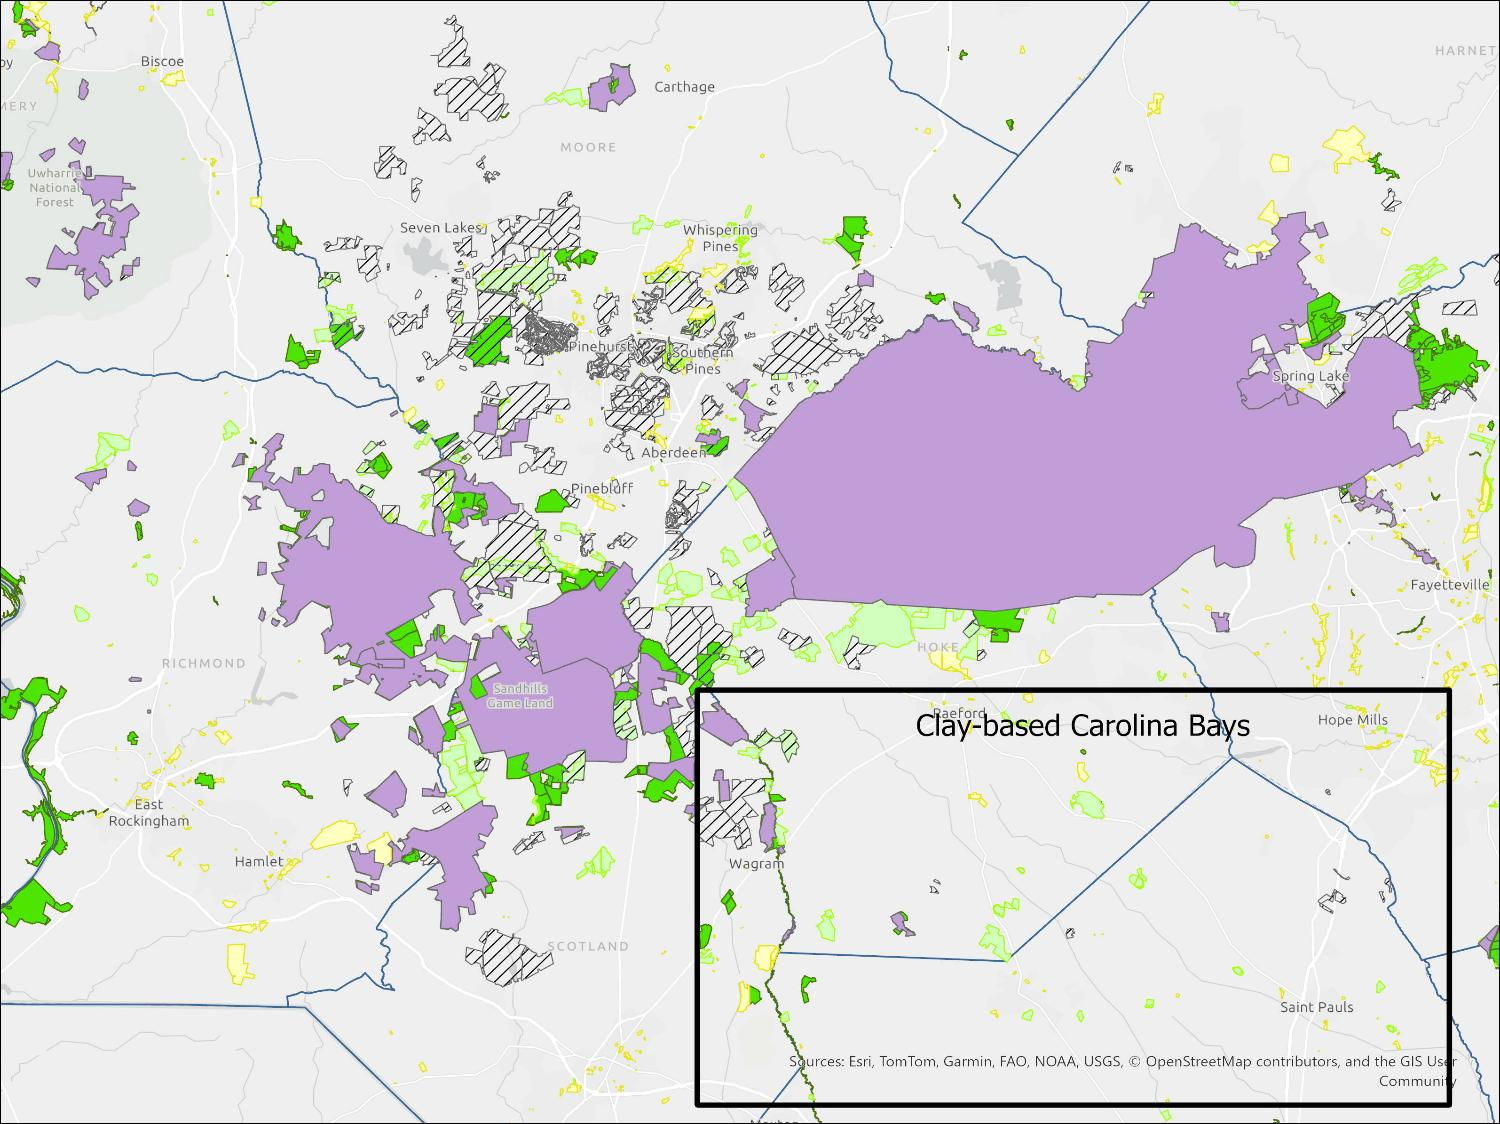 HARNET
Biscoe
by
Carthage
MERY
MOORE
Uwharrie
National
Forest
Seven Lakes
Whispering
Pines
Pinehurst
Southern
Pines
Spring Lake
Aberdeen
Pinebluff
Fayetteville
HOKE
RICHMOND
Sandhills
Game Land
Raeford
Clay-based Carolina Bays
Hope Mills
East
Rockingham
Wagram
Hamlet
SCOTLAND
Saint Pauls
Sources: Esri, TomTom, Garmin, FAO, NOAA, USGS, © OpenStreetMap contributors, and the GIS User
Community